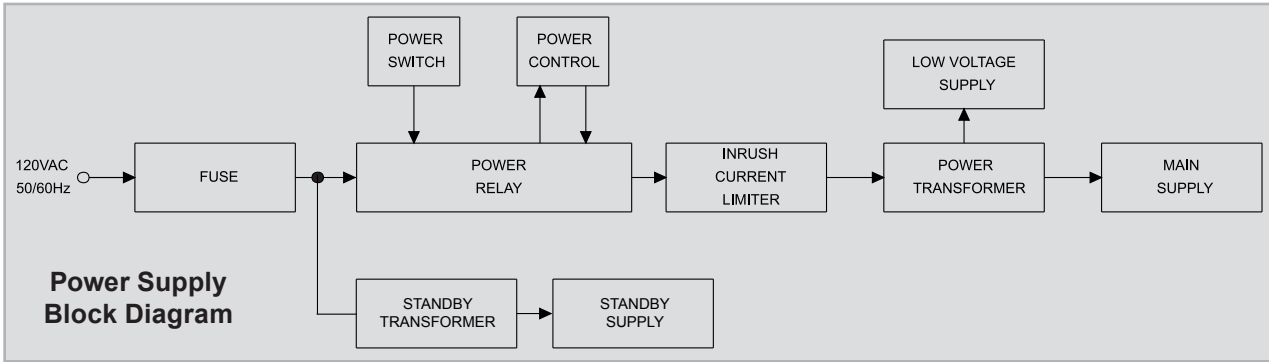 POWER
SWITCH
POWER
CONTROL
LOW VOLTAGE
SUPPLY
120VAC
50/60Hz
FUSE
POWER
RELAY
INRUSH
CURRENT
LIMITER
POWER
TRANSFORMER
MAIN
SUPPLY
Power Supply
Block Diagram
STANDBY
TRANSFORMER
STANDBY
SUPPLY